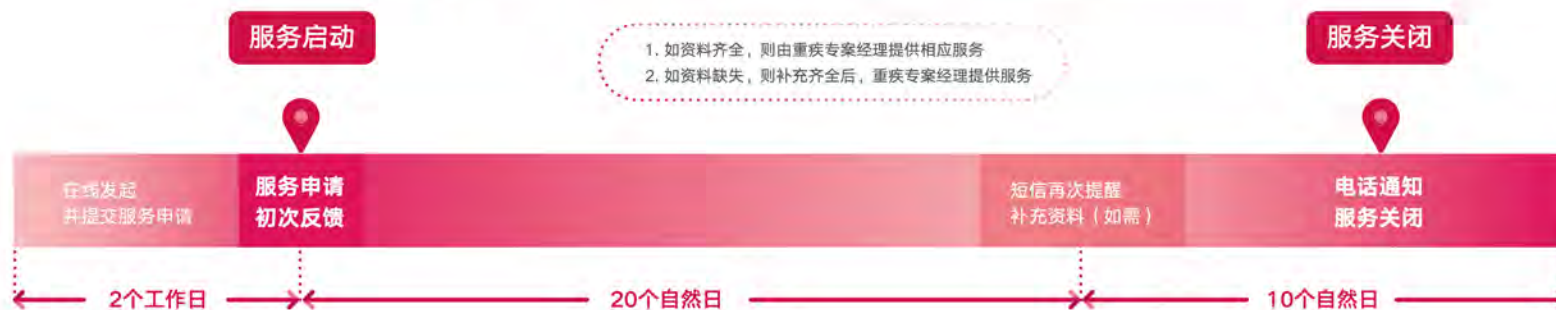 服务启动
服务关闭
1. 如资料齐全，则由重疾专案经理提供相应服务
2. 如资料缺失，则补充齐全后，重疾专案经理提供服务
在线发起
并提交服务申请
服务申请
初次反馈
短信再次提醒
补充资料（如需）
电话通知
服务关闭
2个工作日
20个自然日
10个自然日